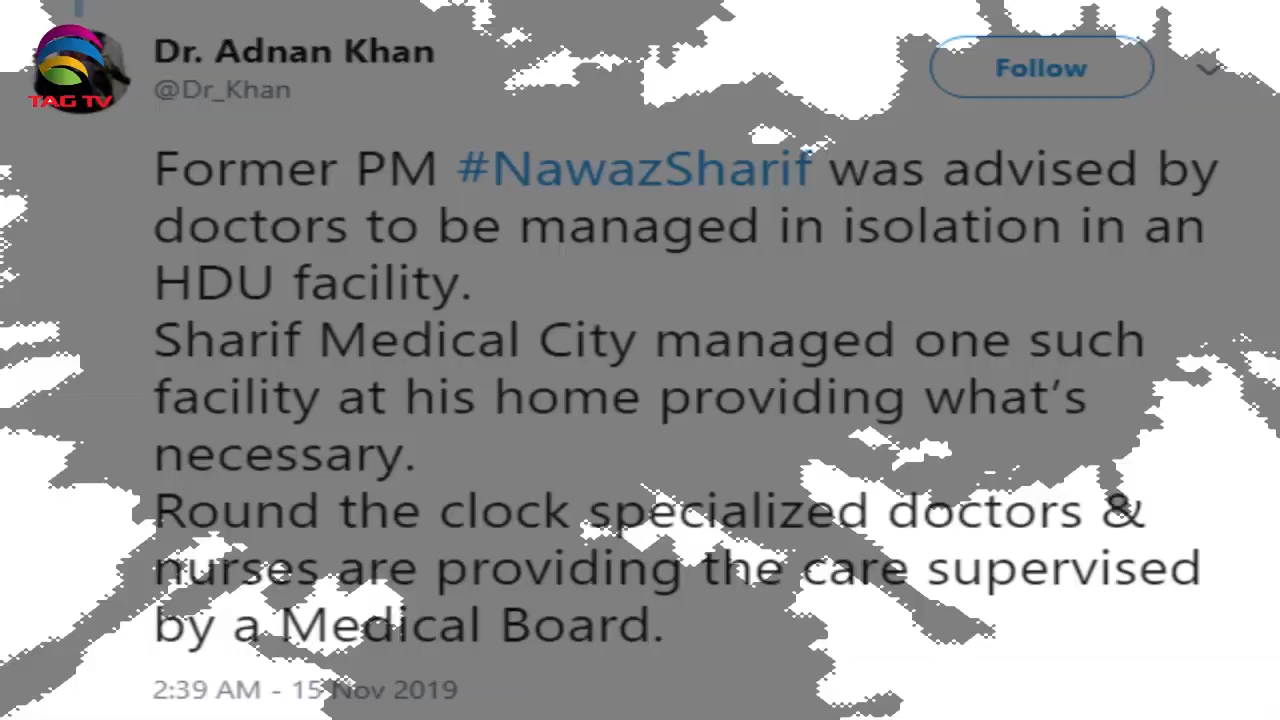 Dr. Adnan Khan
@Dr_Khan
Follow
TAG TV
Former PM #NawazSharif was advised by
doctors to be managed in isolation in an
HDU facility.
Sharif Medical City managed one such
facility at his home providing what’s
necessary.
Round the clock specialized doctors &
nurses are providing the care supervised
by a Medical Board.
2:39 AM - 15 Nov 2019